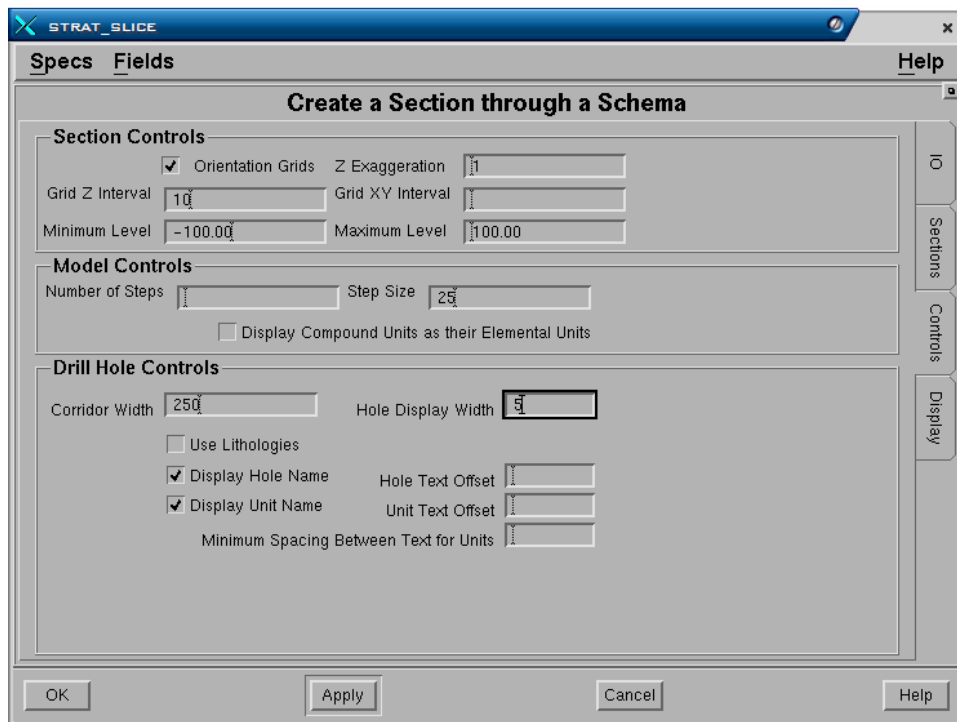 STRAT_SLICE
Specs Fields Help
Create a Section through a Schema
Section Controls
Orientation Grids Z Exaggeration 1
Grid Z Interval 10 Grid XY Interval
Minimum Level -100.00 Maximum Level 100.00
Model Controls
Number of Steps Step Size 25
Display Compound Units as their Elemental Units
Drill Hole Controls
Corridor Width 250 Hole Display Width 5
Use Lithologies
Display Hole Name Hole Text Offset
Display Unit Name Unit Text Offset
Minimum Spacing Between Text for Units
IO
Sections
Controls
Display
OK Apply Cancel Help